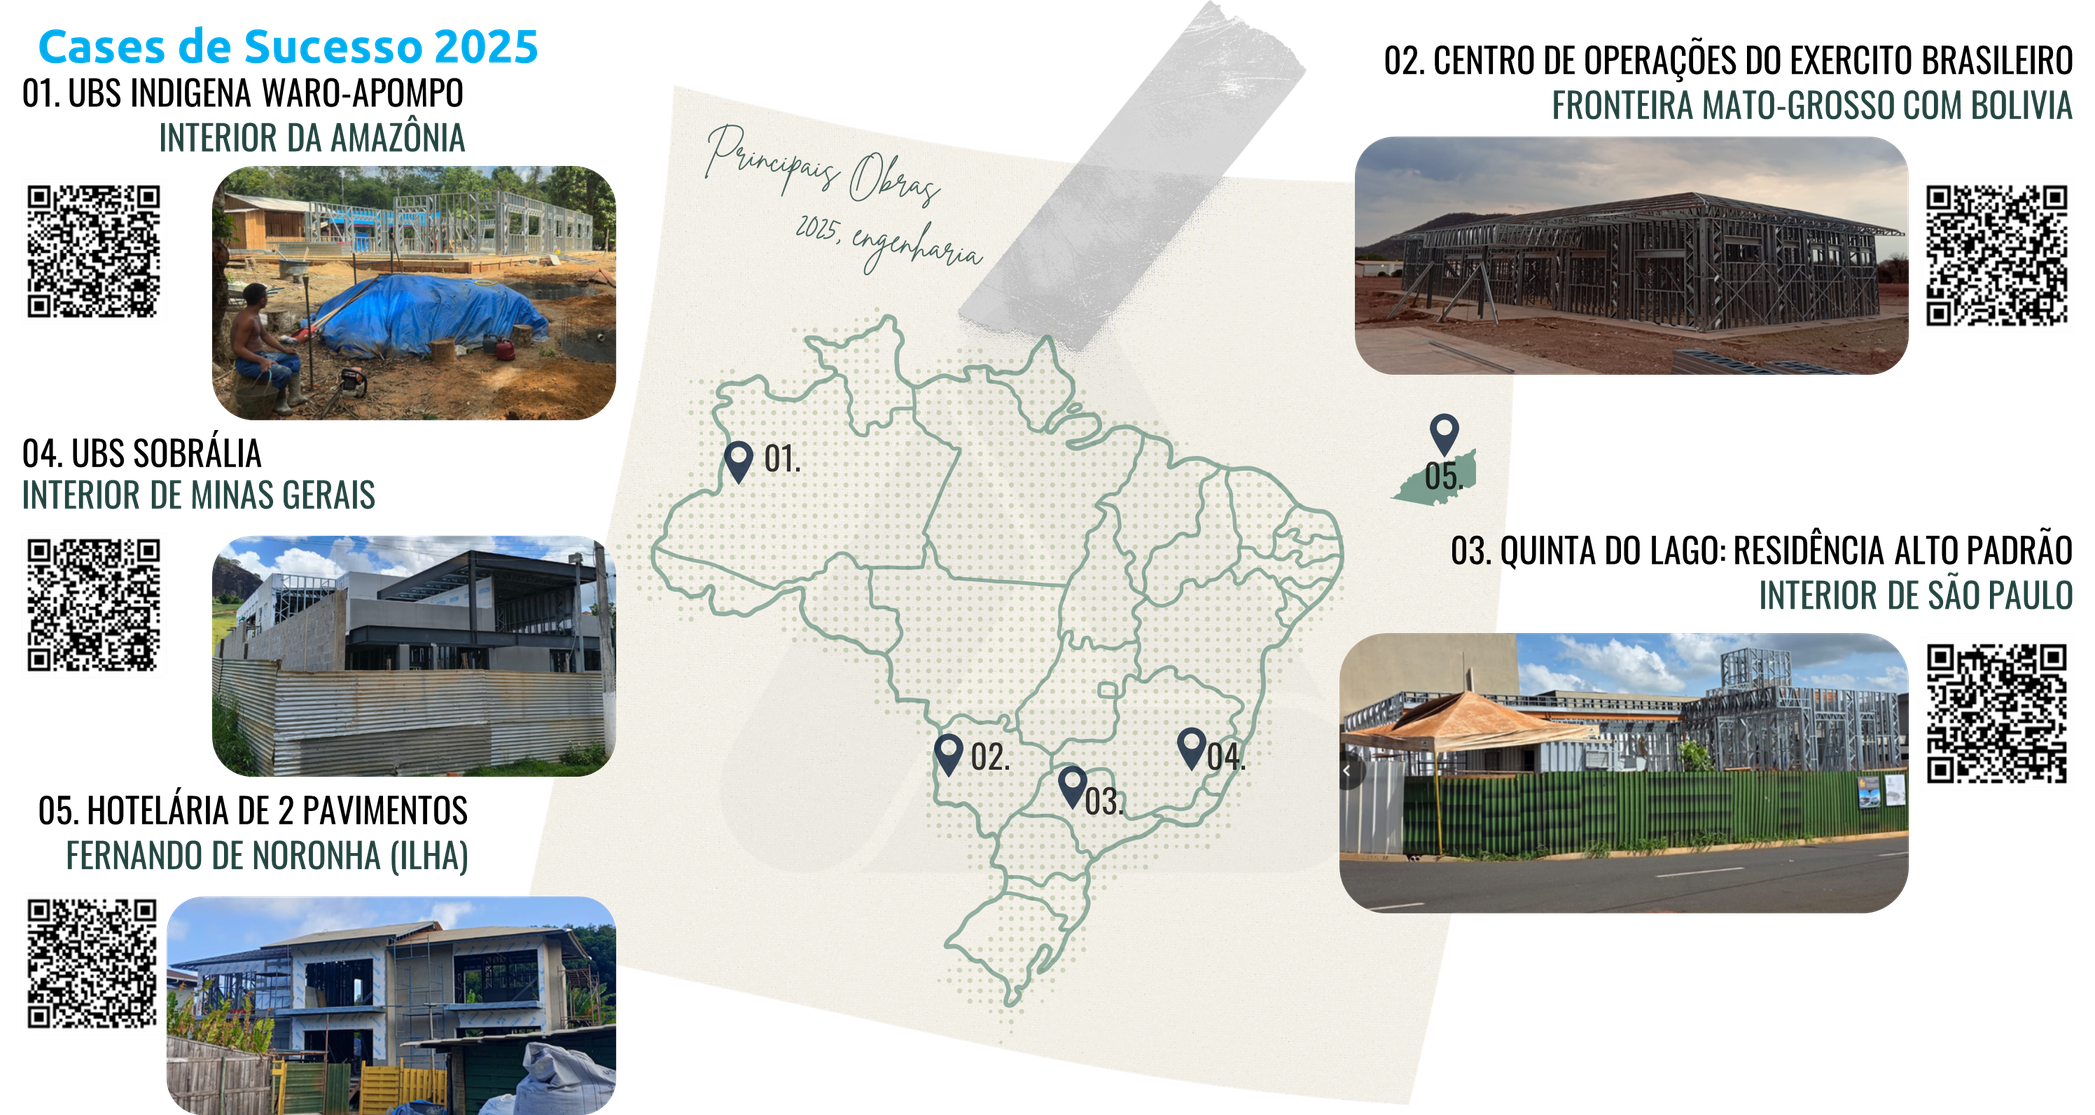 Cases de Sucesso 2025
01. UBS INDIGENA WARO-APOMPO
INTERIOR DA AMAZÔNIA
04. UBS SOBRÁLIA
INTERIOR DE MINAS GERAIS
05. HOTELÁRIA DE 2 PAVIMENTOS
FERNANDO DE NORONHA (ILHA)
Principais Obras
2025, engenharia
01.
02.
03.
04.
05.
02. CENTRO DE OPERAÇÕES DO EXERCITO BRASILEIRO
FRONTEIRA MATO-GROSSO COM BOLIVIA
03. QUINTA DO LAGO: RESIDÊNCIA ALTO PADRÃO
INTERIOR DE SÃO PAULO